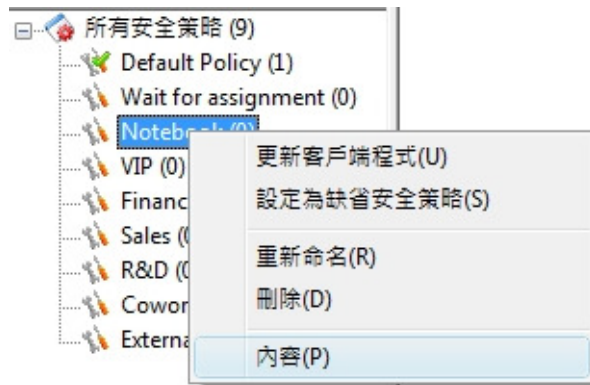 所有安全策略 (9)
Default Policy (1)
Wait for assignment (0)
Notebook (0)
VIP (0)
Financ
Sales (0
R&D (0
Cowor
Externa
更新客戶端程式(U)
設定為缺省安全策略(S)
重新命名(R)
刪除(D)
內容(P)